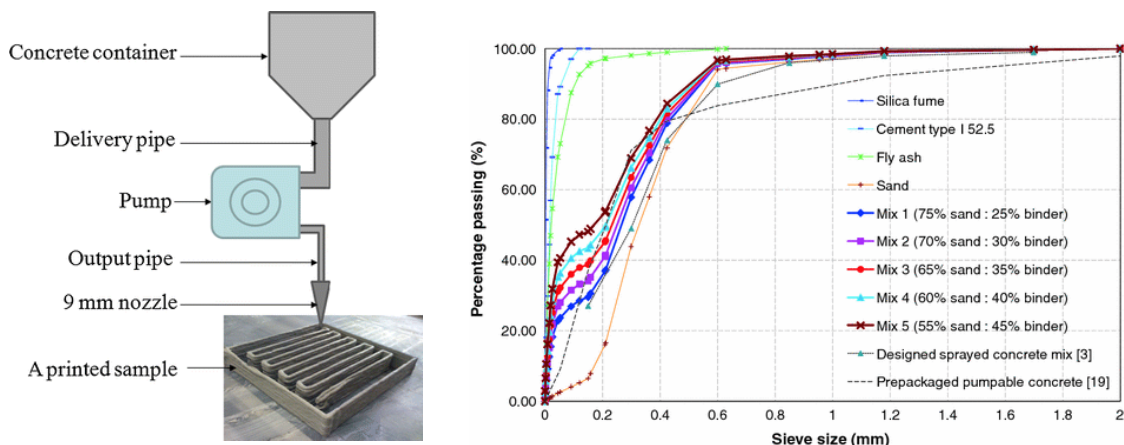 Concrete container
Delivery pipe
Pump
Output pipe
9 mm nozzle
A printed sample
Percentage passing (%)
100.00
80.00
60.00
40.00
20.00
0.00
Silica fume
Cement type I 52.5
Fly ash
Sand
Mix 1 (75% sand : 25% binder)
Mix 2 (70% sand : 30% binder)
Mix 3 (65% sand : 35% binder)
Mix 4 (60% sand : 40% binder)
Mix 5 (55% sand : 45% binder)
Designed sprayed concrete mix [3]
Prepackaged pumpable concrete [19]
0 0.2 0.4 0.6 0.8 1 1.2 1.4 1.6 1.8 2
Sieve size (mm)